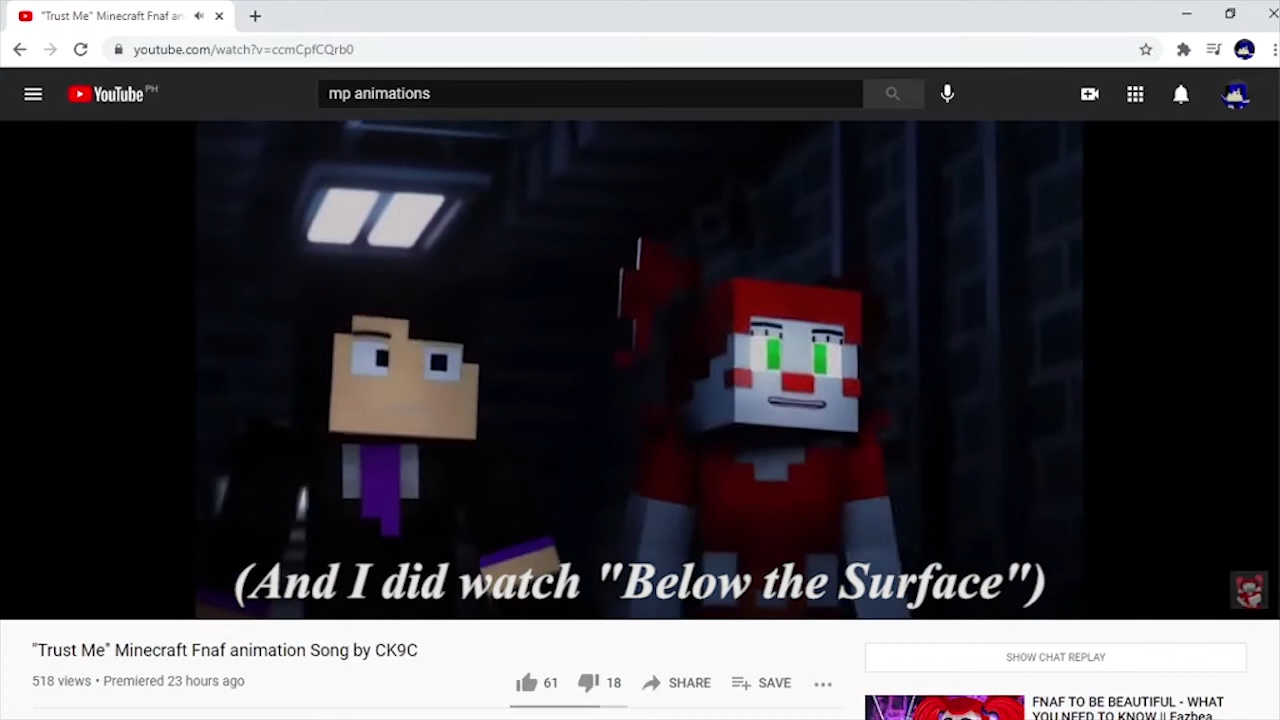 "Trust Me" Minecraft Fnaf an
youtube.com/watch?v=ccmCpfCQrb0
YouTube PH
mp animations
(And I did watch "Below the Surface")
"Trust Me" Minecraft Fnaf animation Song by CK9C
518 views • Premiered 23 hours ago
61
18
SHARE
SAVE
SHOW CHAT REPLAY
FNAF TO BE BEAUTIFUL - WHAT
YOU NEED TO KNOW || Fazbea